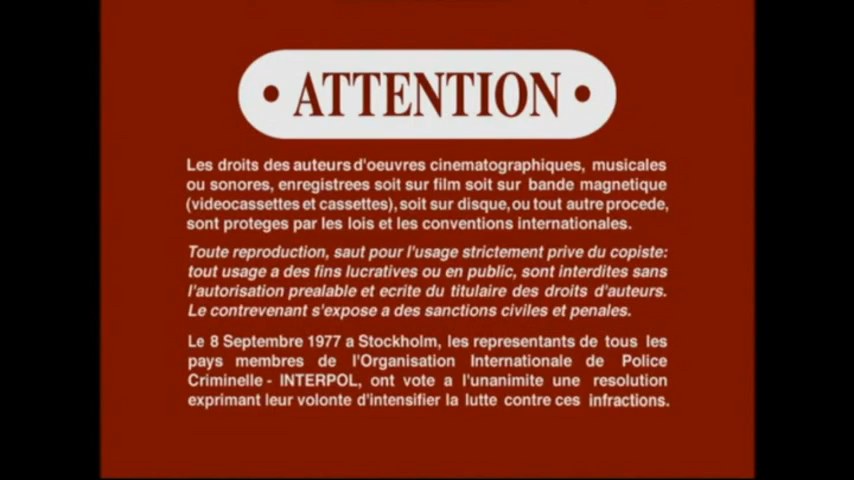 • ATTENTION •
Les droits des auteurs d'oeuvres cinematographiques, musicales
ou sonores, enregistrees soit sur film soit sur bande magnetique
(videocassettes et cassettes), soit sur disque, ou tout autre procede,
sont proteges par les lois et les conventions internationales.
Toute reproduction, saut pour l'usage strictement prive du copiste:
tout usage a des fins lucratives ou en public, sont interdites sans
l'autorisation prealable et ecrite du titulaire des droits d'auteurs.
Le contrevenant s'expose a des sanctions civiles et penales.
Le 8 Septembre 1977 a Stockholm, les representants de tous les
pays membres de l'Organisation Internationale de Police
Criminelle - INTERPOL, ont vote a l'unanimite une resolution
exprimant leur volonte d'intensifier la lutte contre ces infractions.